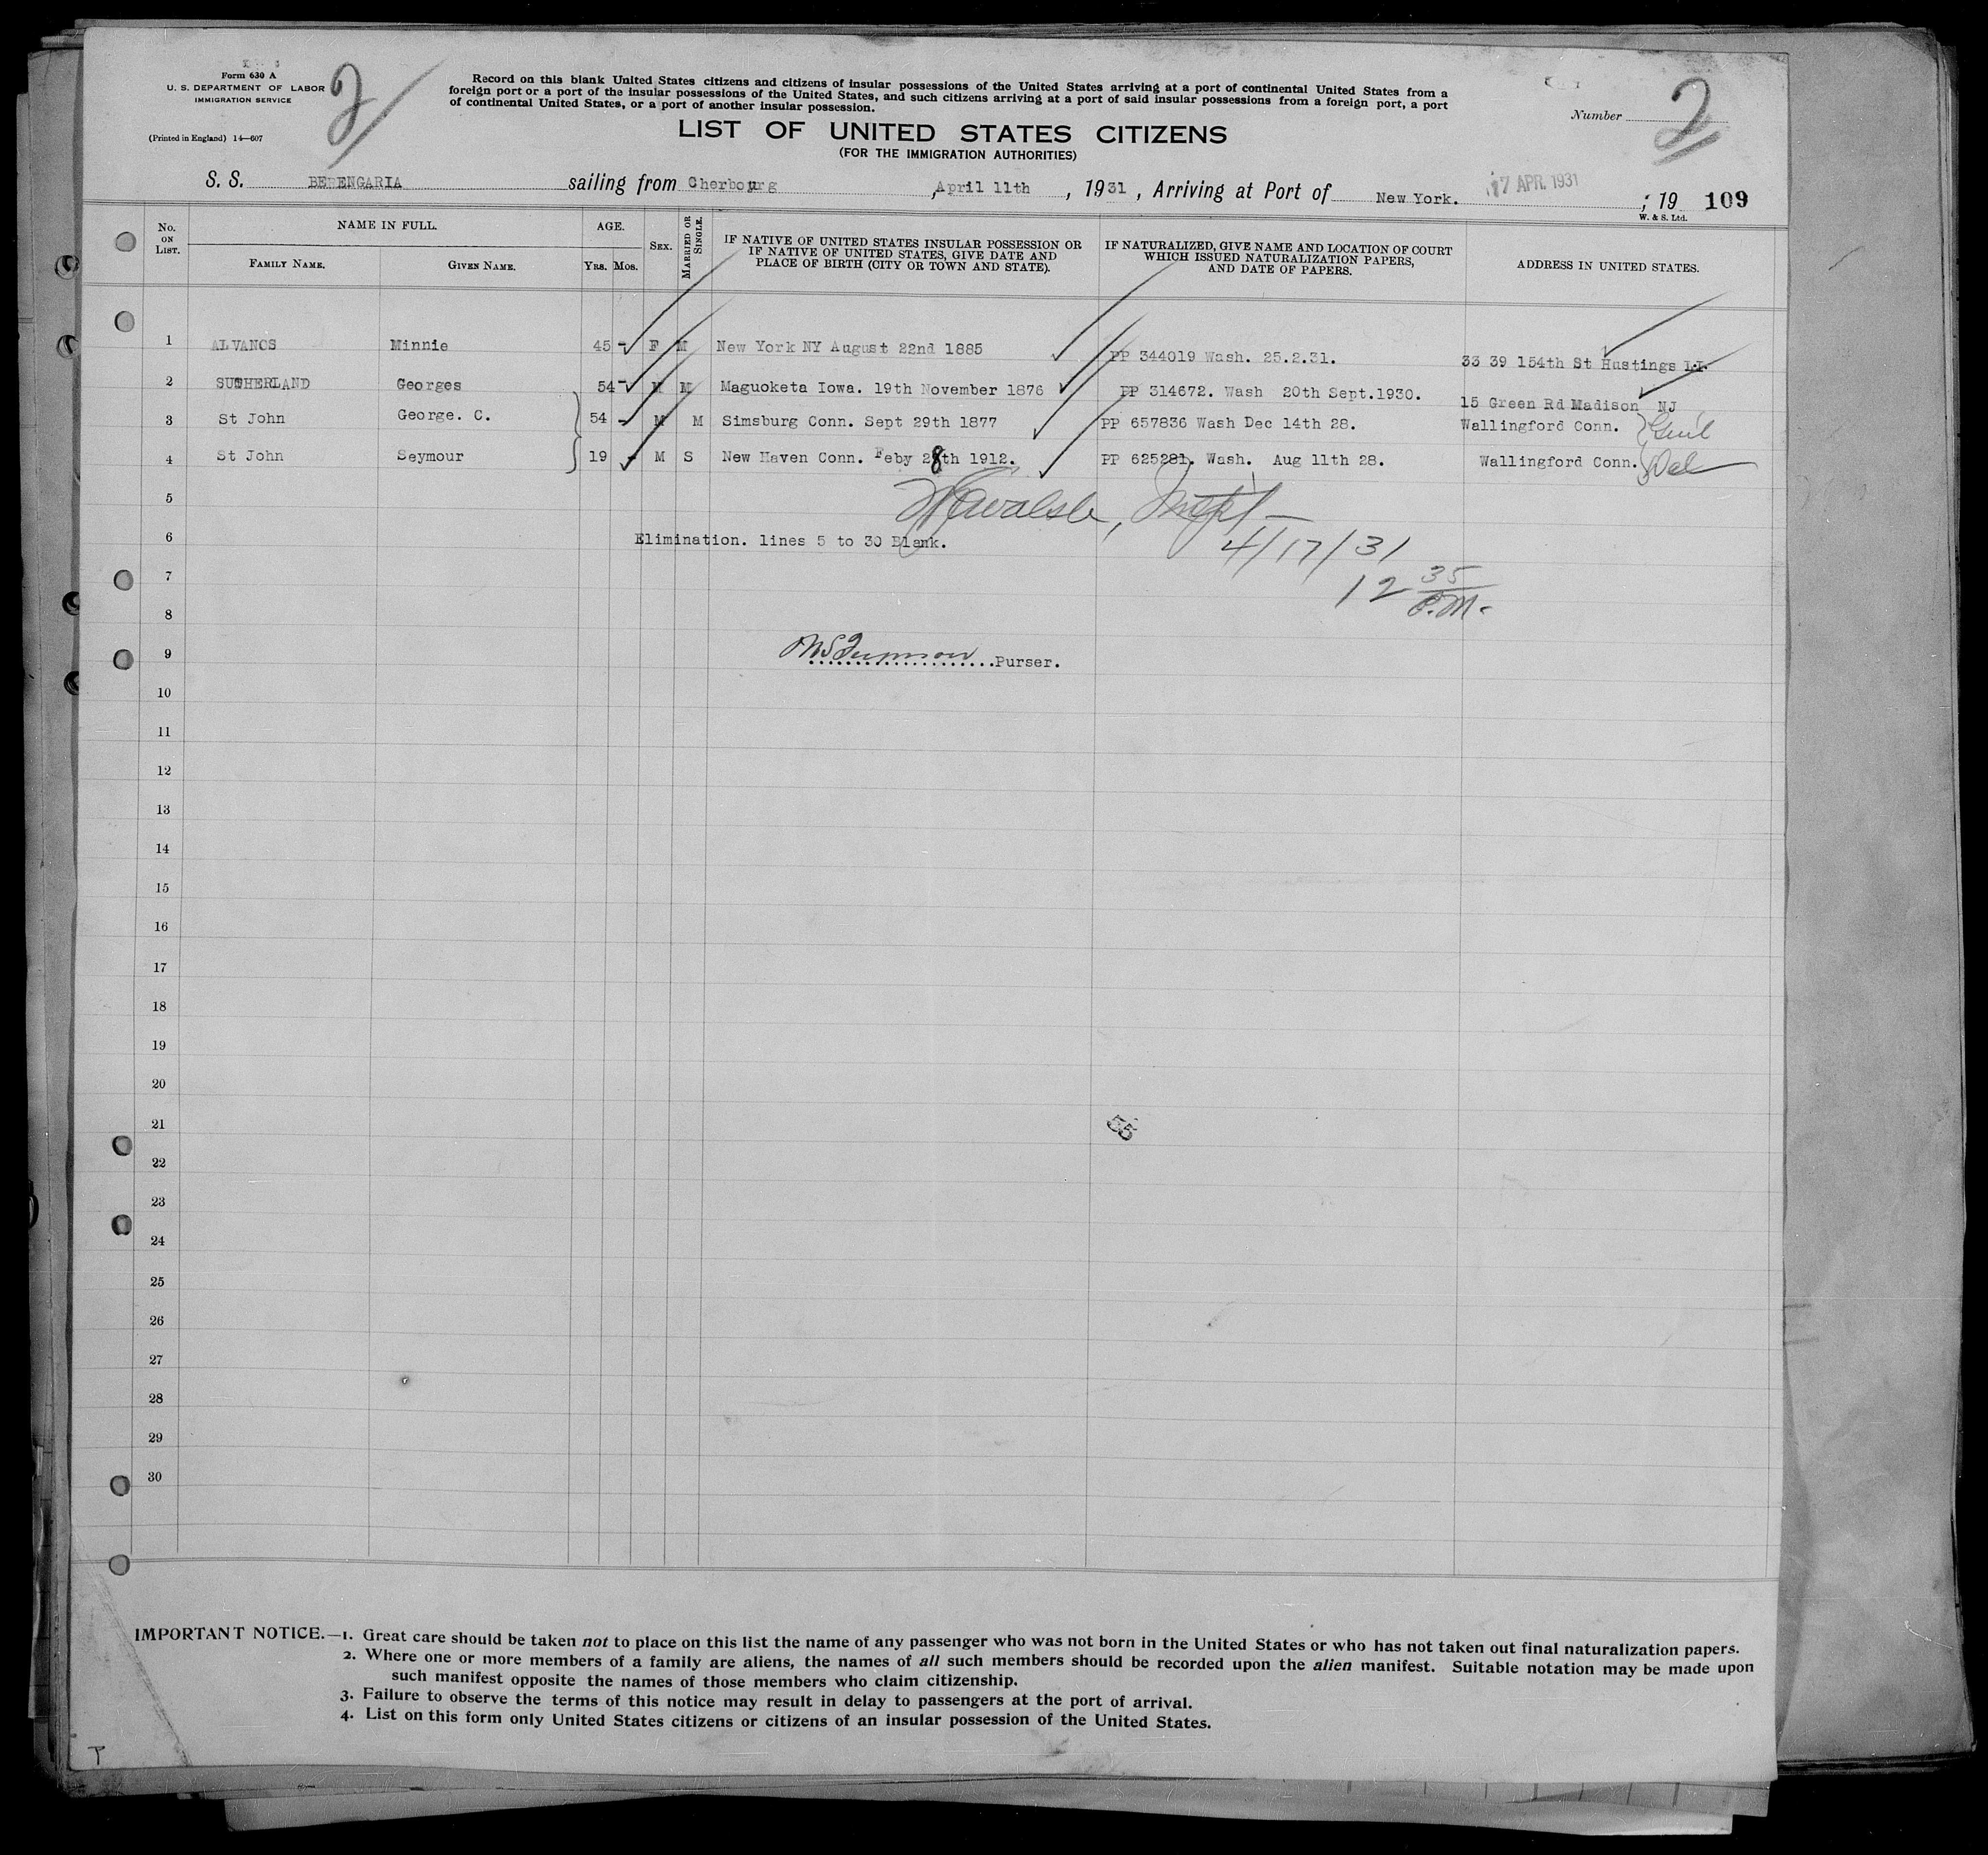 Form 630 A
U. S. DEPARTMENT OF LABOR
IMMIGRATION SERVICE
(Printed in England) 14—607
2
Record on this blank United States citizens and citizens of insular possessions of the United States arriving at a port of continental United States from a
foreign port or a port of the insular possessions of the United States, and such citizens arriving at a port of said insular possessions from a foreign port, a port
of continental United States, or a port of another insular possession.
LIST OF UNITED STATES CITIZENS
(FOR THE IMMIGRATION AUTHORITIES)
Number 2
S. S. BERENGARIA sailing from Cherbourg , April 11th , 1931 , Arriving at Port of New York. 17 APR. 1931 ; 19 109
W. & S. Ltd.
No. ON LIST. NAME IN FULL. FAMILY NAME. GIVEN NAME. AGE. YRS. MOS. SEX. MARRIED OR SINGLE. IF NATIVE OF UNITED STATES INSULAR POSSESSION OR IF NATIVE OF UNITED STATES, GIVE DATE AND PLACE OF BIRTH (CITY OR TOWN AND STATE). IF NATURALIZED, GIVE NAME AND LOCATION OF COURT WHICH ISSUED NATURALIZATION PAPERS, AND DATE OF PAPERS. ADDRESS IN UNITED STATES.
1 ALVANOS Minnie 45 - F M New York NY August 22nd 1885 PP 344019 Wash. 25.2.31. 33 39 154th St Hustings L.I.
2 SUTHERLAND Georges 54 - M M Maguoketa Iowa. 19th November 1876 PP 314672. Wash 20th Sept.1930. 15 Green Rd Madison NJ
3 St John George. C. 54 - M M Simsburg Conn. Sept 29th 1877 PP 657836 Wash Dec 14th 28. Wallingford Conn.
4 St John Seymour 19 - M S New Haven Conn. Feby 28th 1912. PP 625281. Wash. Aug 11th 28. Wallingford Conn.
5
6 Elimination. lines 5 to 30 Blank. 4/17/31
7 12 35 P.M.
8
9 Purser.
10
11
12
13
14
15
16
17
18
19
20
21
55
22
23
24
25
26
27
28
29
30
IMPORTANT NOTICE.—1. Great care should be taken not to place on this list the name of any passenger who was not born in the United States or who has not taken out final naturalization papers.
2. Where one or more members of a family are aliens, the names of all such members should be recorded upon the alien manifest. Suitable notation may be made upon
such manifest opposite the names of those members who claim citizenship.
3. Failure to observe the terms of this notice may result in delay to passengers at the port of arrival.
4. List on this form only United States citizens or citizens of an insular possession of the United States.
T